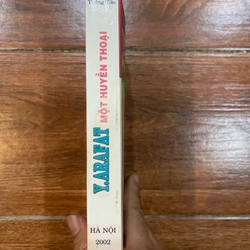 Y.ARAFAT
MỘT HUYỀN THOẠI
HÀ NỘI
2002